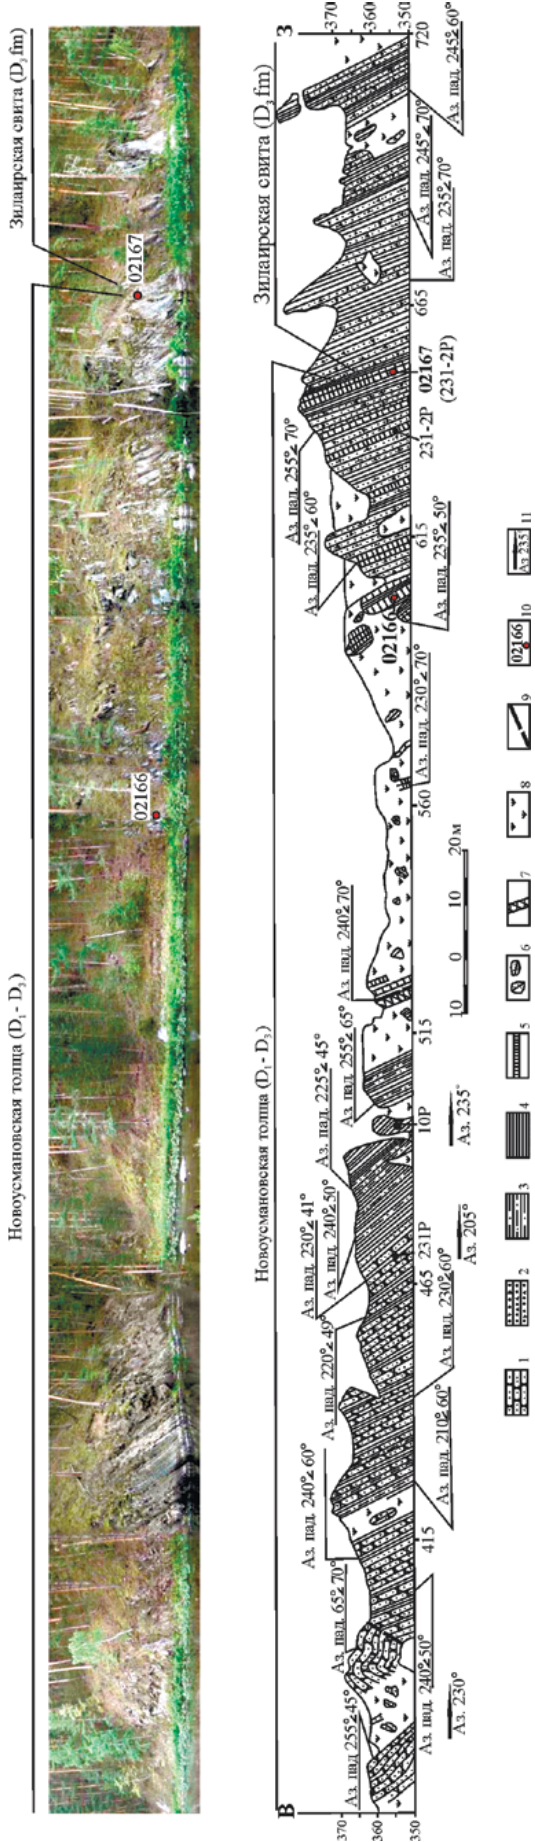 Новоусмановская толща (D₁ - D₃)
Зилаирская свита (D₃ fm)
02166
02167
Новоусмановская толща (D₁ - D₃)
Зилаирская свита (D₃ fm)
В
З
370
360
350
370
360
350
Аз. пад 255°∠45°
Аз. пад. 65°∠70°
Аз. пад. 240°∠60°
Аз. пад. 220°∠49°
Аз. пад. 230°∠41°
Аз. пад. 240°∠50°
Аз. пад. 225°∠45°
Аз. пад. 255°∠65°
Аз. пад. 240°∠70°
Аз. пад. 235°∠60°
Аз. пад. 255°∠70°
02166
415
465
231Р
10Р
515
560
615
231-2Р
02167
(231-2Р)
665
720
Аз. пад. 240°∠50°
Аз. пад. 210°∠60°
Аз. пад. 230°∠60°
Аз. пад. 230°∠70°
Аз. пад. 235°∠50°
Аз. пад. 235°∠70°
Аз. пад. 245°∠70°
Аз. пад. 245°∠60°
Аз. 230°
Аз. 205°
Аз. 235°
10 0 10 20 м
1 2 3 4 5 6 7 8 9 02166 10 Аз 235 11